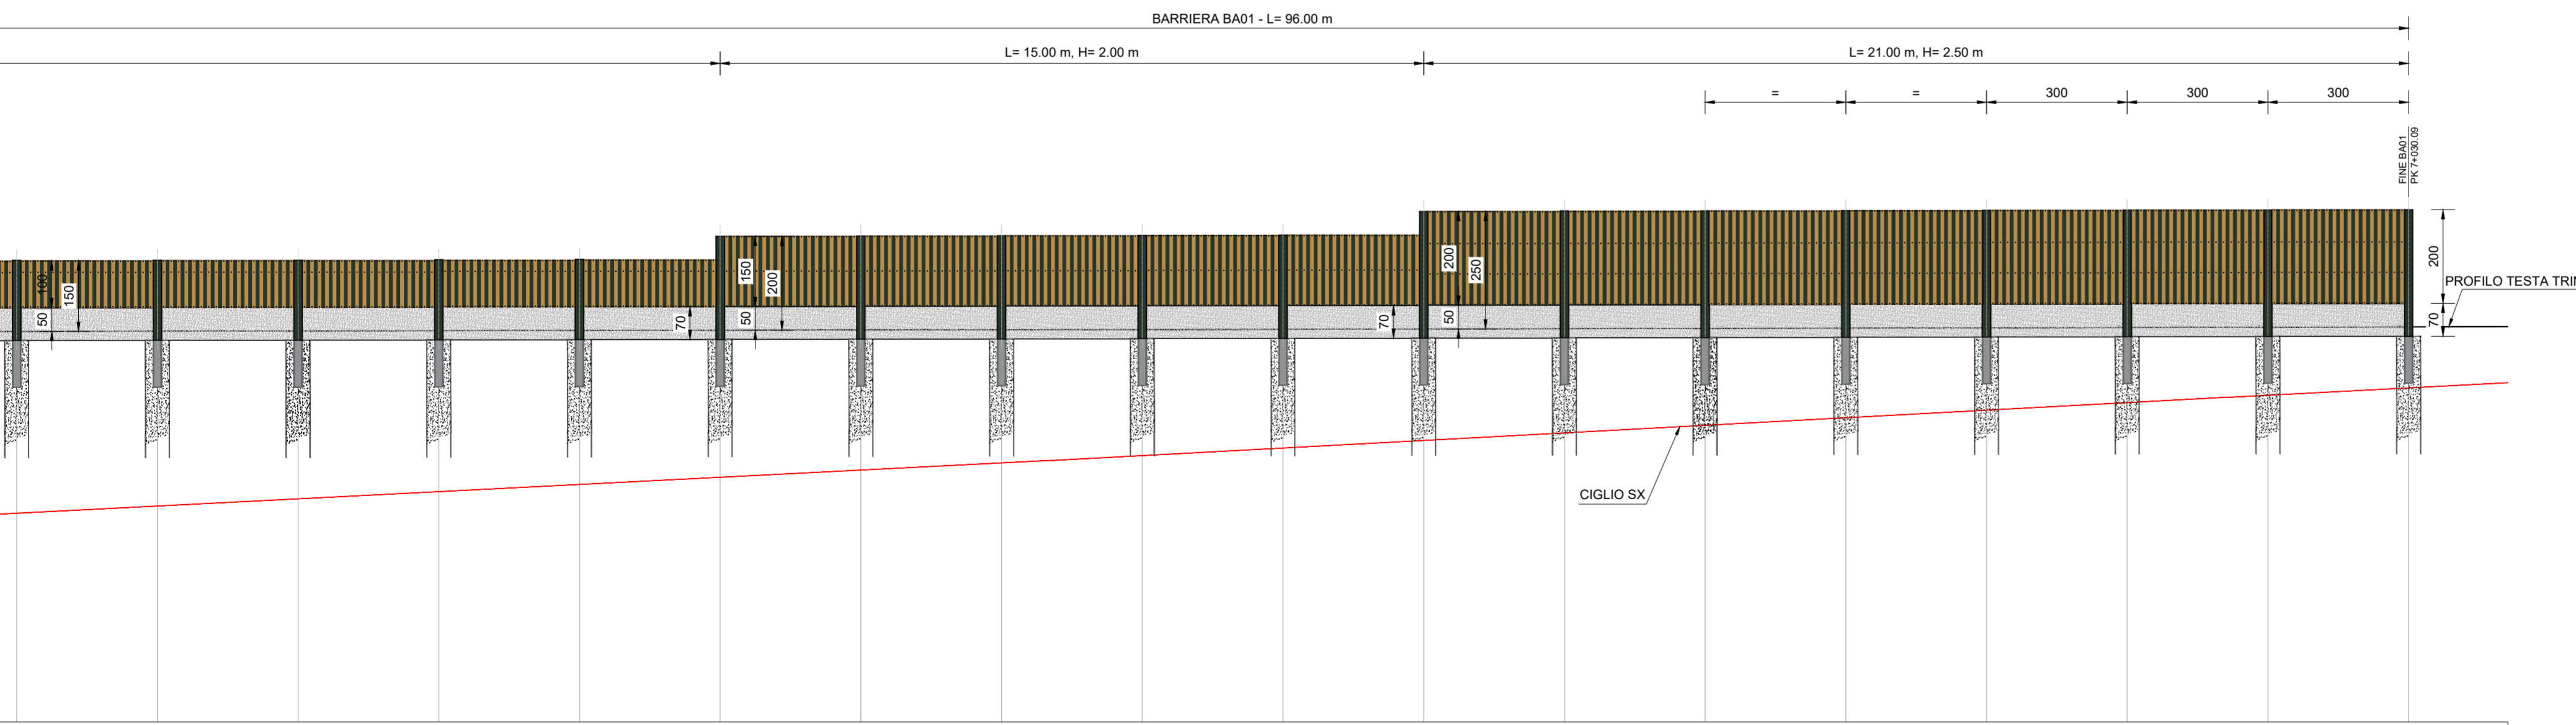 BARRIERA BA01 - L= 96.00 m
L= 15.00 m, H= 2.00 m
L= 21.00 m, H= 2.50 m
=
=
300
300
300
FINE BA01
PK 7+030.09
100
150
50
70
150
200
50
70
200
250
50
200
70
PROFILO TESTA TRIN
CIGLIO SX